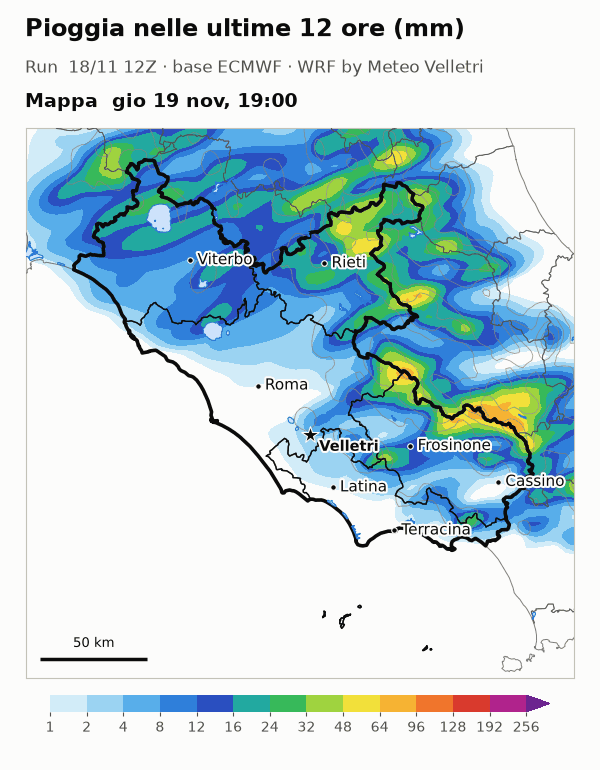 Pioggia nelle ultime 12 ore (mm)
Run  18/11 12Z · base ECMWF · WRF by Meteo Velletri
Mappa  gio 19 nov, 19:00
Viterbo
Rieti
Roma
Velletri
Frosinone
Latina
Cassino
Terracina
50 km
1 2 4 8 12 16 24 32 48 64 96 128 192 256